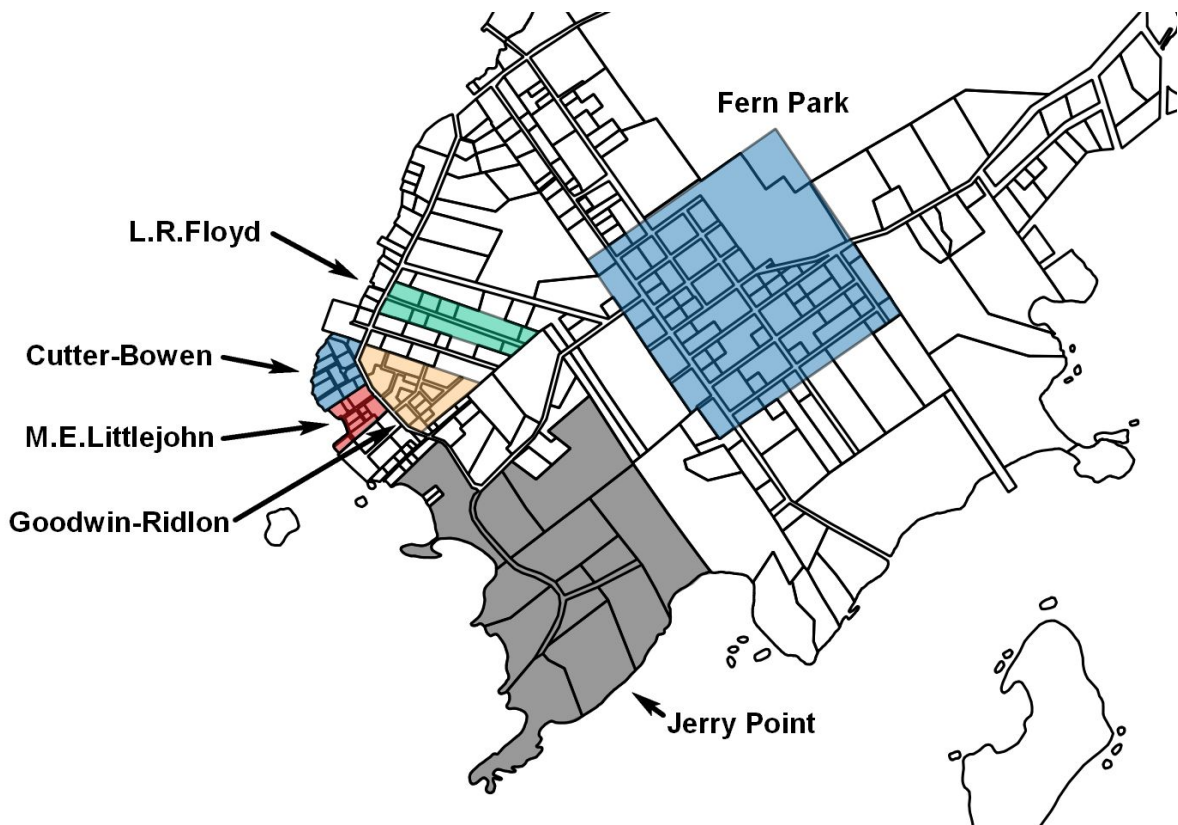 Fern Park
L.R.Floyd
Cutter-Bowen
M.E.Littlejohn
Goodwin-Ridlon
Jerry Point